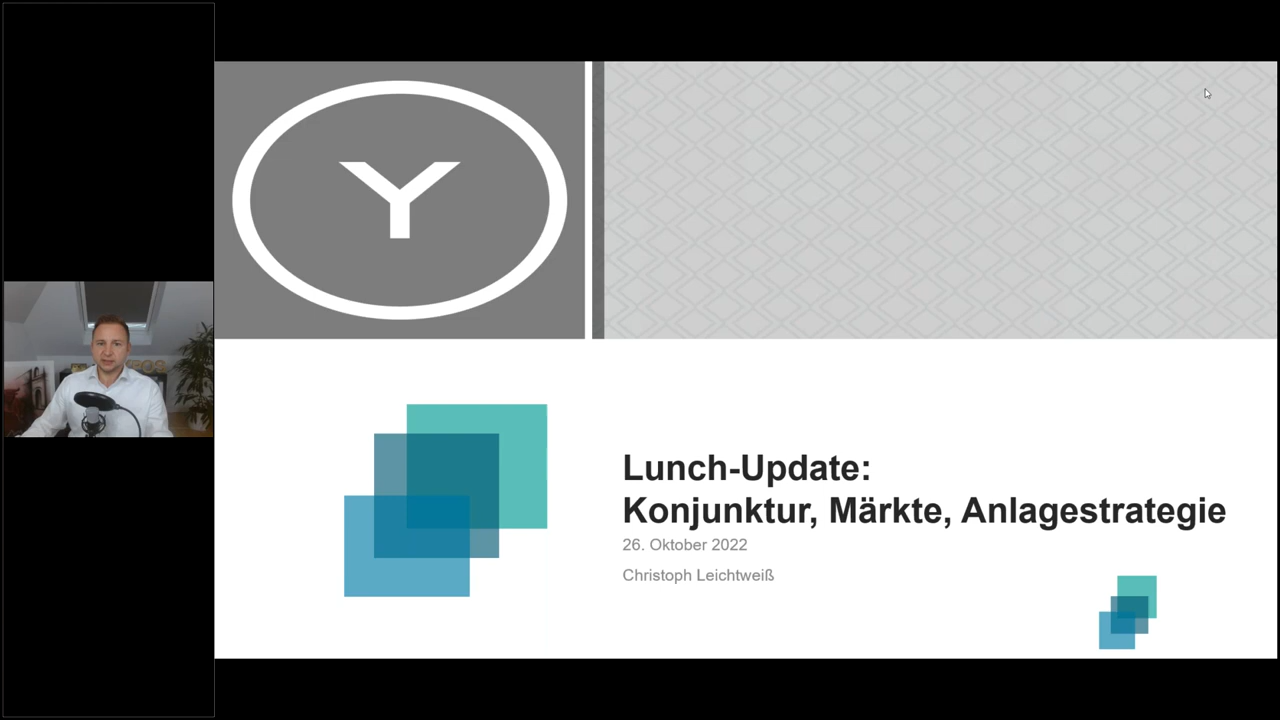 Y
Lunch-Update:
Konjunktur, Märkte, Anlagestrategie
26. Oktober 2022
Christoph Leichtweiß